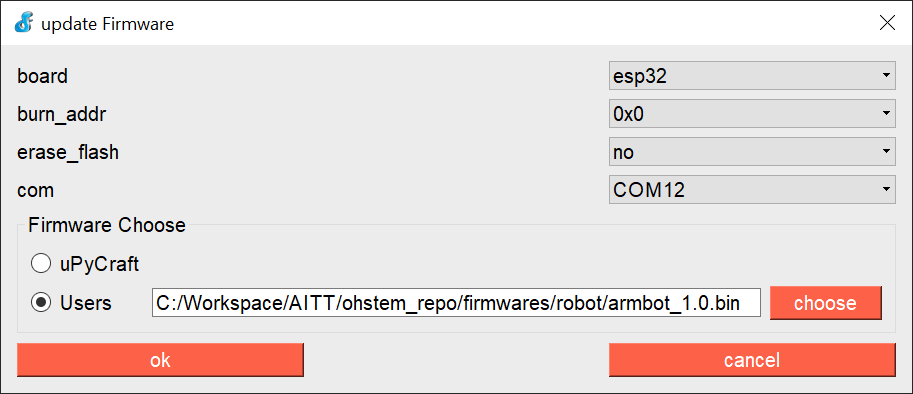 update Firmware
board esp32
burn_addr 0x0
erase_flash no
com COM12
Firmware Choose
uPyCraft
Users C:/Workspace/AITT/ohstem_repo/firmwares/robot/armbot_1.0.bin choose
ok cancel